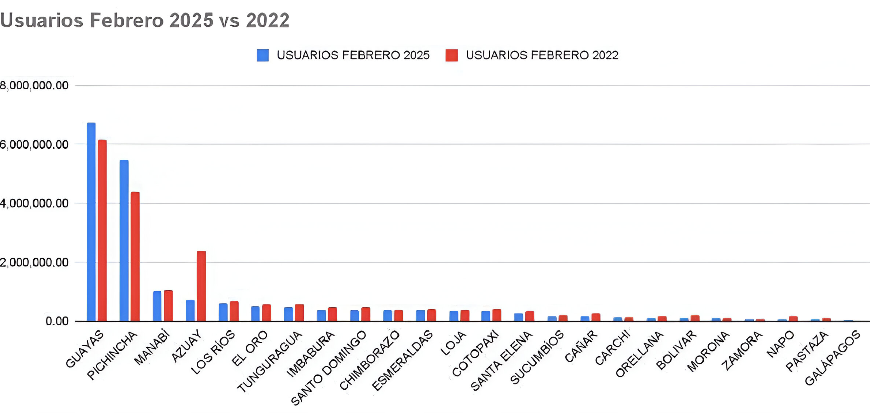 Usuarios Febrero 2025 vs 2022
USUARIOS FEBRERO 2025 USUARIOS FEBRERO 2022
8,000,000.00
6,000,000.00
4,000,000.00
2,000,000.00
0.00
GUAYAS
PICHINCHA
MANABÍ
AZUAY
LOS RÍOS
EL ORO
TUNGURAGUA
IMBABURA
SANTO DOMINGO
CHIMBORAZO
ESMERALDAS
LOJA
COTOPAXI
SANTA ELENA
SUCUMBÍOS
CAÑAR
CARCHI
ORELLANA
BOLIVAR
MORONA
ZAMORA
NAPO
PASTAZA
GALÁPAGOS